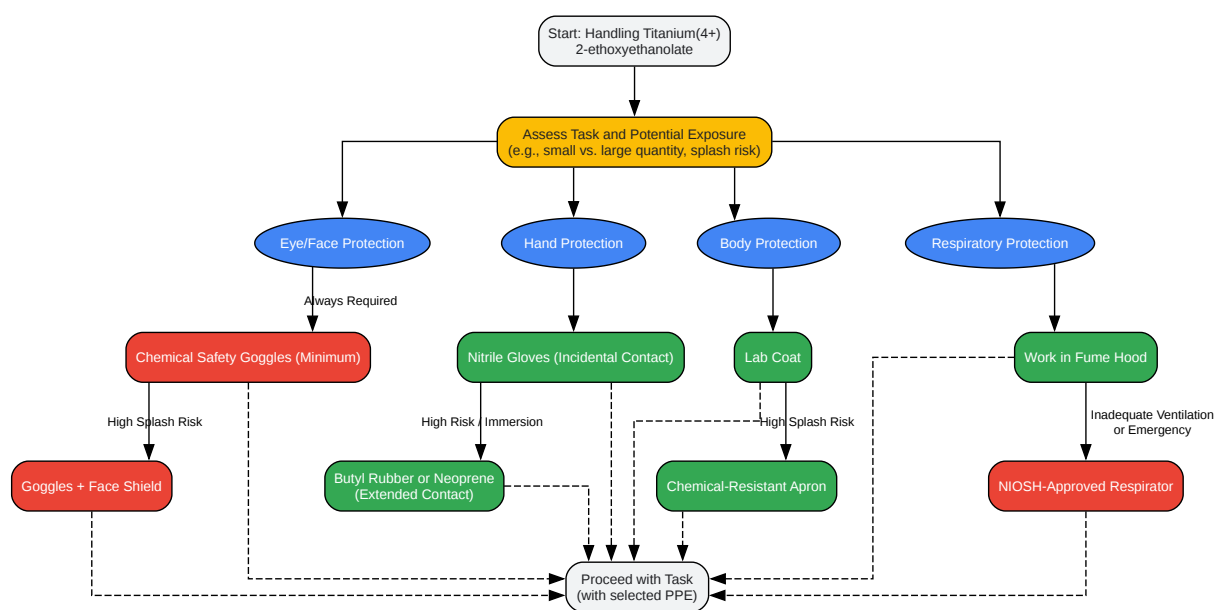 Start: Handling Titanium(4+)
2-ethoxyethanolate
Assess Task and Potential Exposure
(e.g., small vs. large quantity, splash risk)
Eye/Face Protection
Hand Protection
Body Protection
Respiratory Protection
Always Required
Chemical Safety Goggles (Minimum)
Nitrile Gloves (Incidental Contact)
Lab Coat
Work in Fume Hood
High Splash Risk
High Risk / Immersion
High Splash Risk
Inadequate Ventilation
or Emergency
Goggles + Face Shield
Butyl Rubber or Neoprene
(Extended Contact)
Chemical-Resistant Apron
NIOSH-Approved Respirator
Proceed with Task
(with selected PPE)